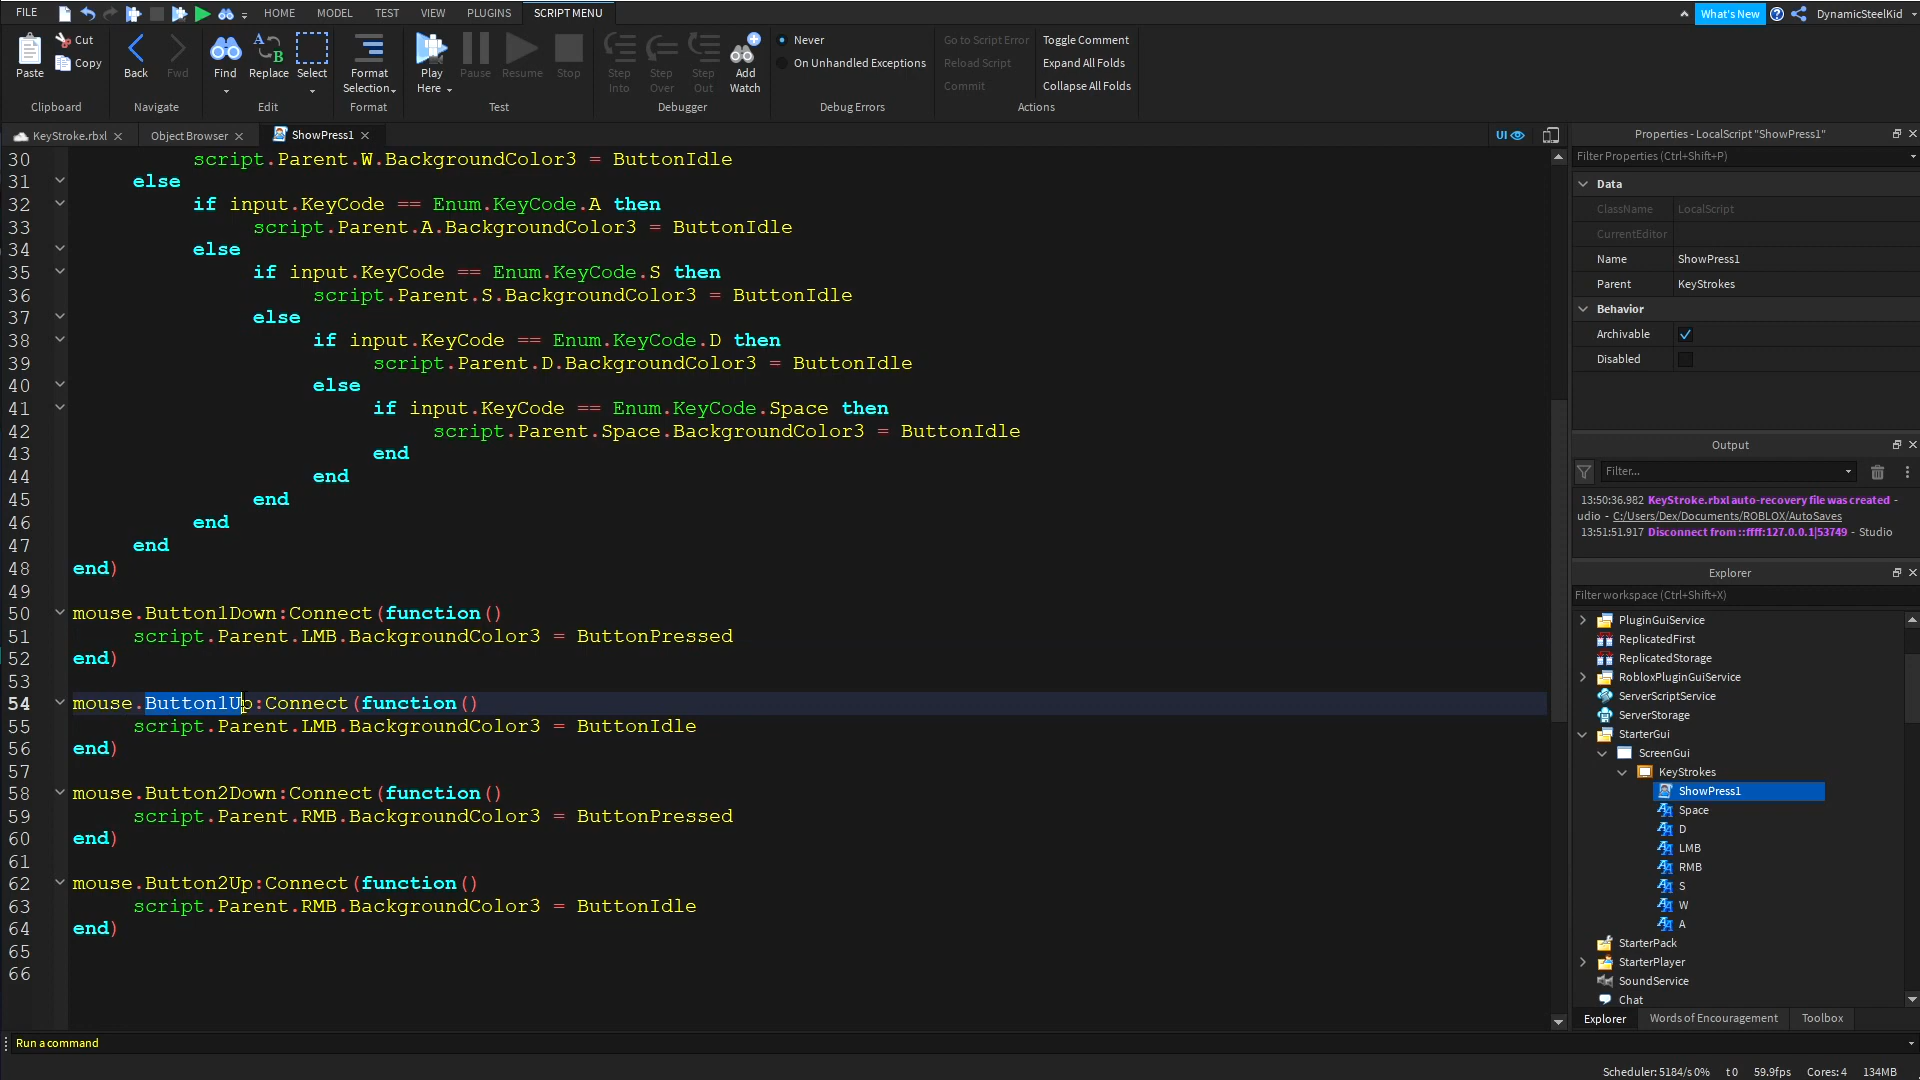 FILE HOME MODEL TEST VIEW PLUGINS SCRIPT MENU What's New DynamicSteelKid
Paste Cut Copy Clipboard
Back Fwd Navigate
Find Replace Select Edit
Format Selection Format
Play Here Pause Resume Stop Test
Step Into Step Over Step Out Add Watch Debugger
Never
On Unhandled Exceptions
Debug Errors
Go to Script Error Toggle Comment
Reload Script Expand All Folds
Commit Collapse All Folds
Actions
KeyStroke.rbxl Object Browser ShowPress1 UI
30 script.Parent.W.BackgroundColor3 = ButtonIdle
31 else
32 if input.KeyCode == Enum.KeyCode.A then
33 script.Parent.A.BackgroundColor3 = ButtonIdle
34 else
35 if input.KeyCode == Enum.KeyCode.S then
36 script.Parent.S.BackgroundColor3 = ButtonIdle
37 else
38 if input.KeyCode == Enum.KeyCode.D then
39 script.Parent.D.BackgroundColor3 = ButtonIdle
40 else
41 if input.KeyCode == Enum.KeyCode.Space then
42 script.Parent.Space.BackgroundColor3 = ButtonIdle
43 end
44 end
45 end
46 end
47 end
48 end)
49
50 mouse.Button1Down:Connect(function()
51 script.Parent.LMB.BackgroundColor3 = ButtonPressed
52 end)
53
54 mouse.Button1Up:Connect(function()
55 script.Parent.LMB.BackgroundColor3 = ButtonIdle
56 end)
57
58 mouse.Button2Down:Connect(function()
59 script.Parent.RMB.BackgroundColor3 = ButtonPressed
60 end)
61
62 mouse.Button2Up:Connect(function()
63 script.Parent.RMB.BackgroundColor3 = ButtonIdle
64 end)
65
66
Properties - LocalScript "ShowPress1"
Filter Properties (Ctrl+Shift+P)
Data
ClassName LocalScript
CurrentEditor
Name ShowPress1
Parent KeyStrokes
Behavior
Archivable
Disabled
Output
Filter...
13:50:36.982 KeyStroke.rbxl auto-recovery file was created -
udio - C:/Users/Dex/Documents/ROBLOX/AutoSaves
13:51:51.917 Disconnect from ::ffff:127.0.0.1|53749 - Studio
Explorer
Filter workspace (Ctrl+Shift+X)
PluginGuiService
ReplicatedFirst
ReplicatedStorage
RobloxPluginGuiService
ServerScriptService
ServerStorage
StarterGui
ScreenGui
KeyStrokes
ShowPress1
Space
D
LMB
RMB
S
W
A
StarterPack
StarterPlayer
SoundService
Chat
Explorer Words of Encouragement Toolbox
Run a command
Scheduler: 5184/s 0% t 0 59.9fps Cores: 4 134MB